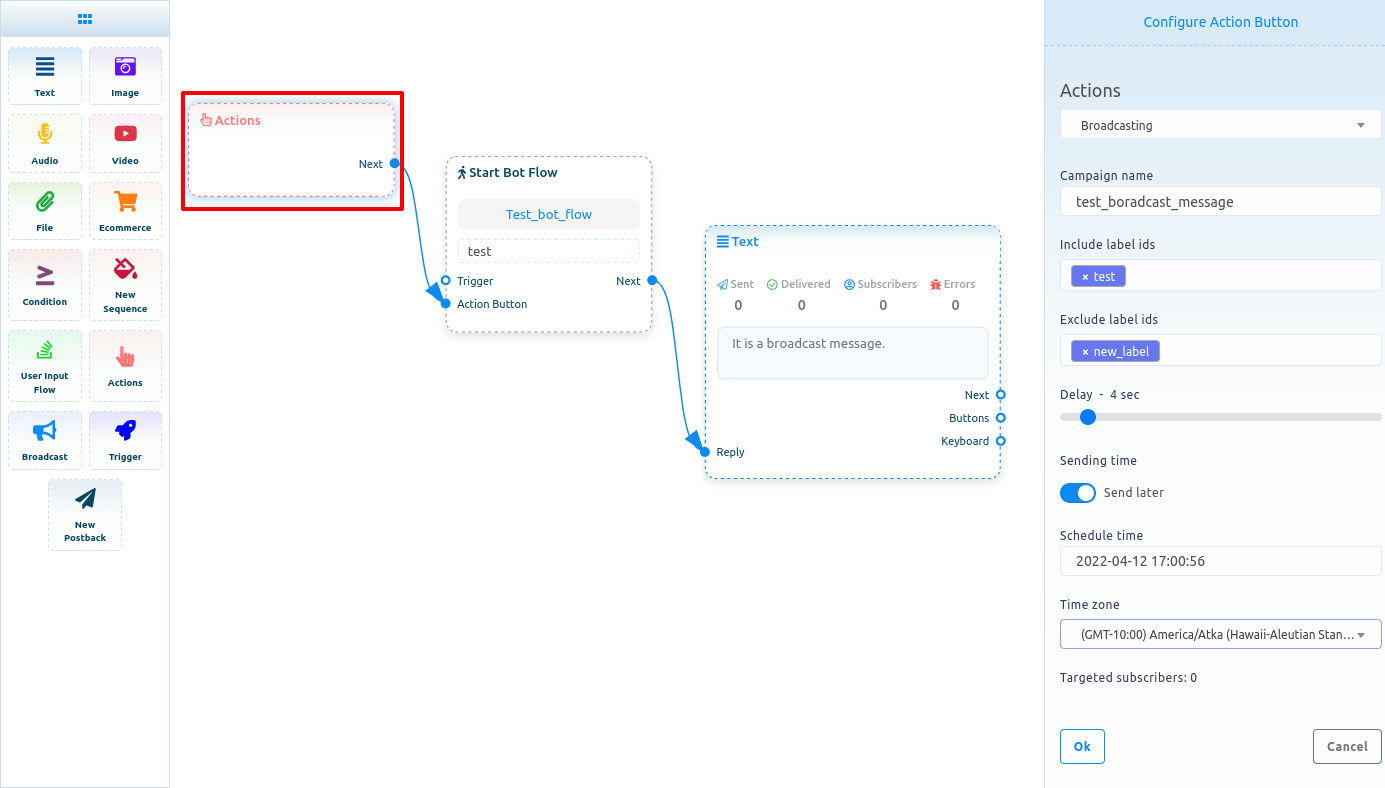 Text
Image
Audio
Video
File
Ecommerce
Condition
New
Sequence
User Input
Flow
Actions
Broadcast
Trigger
New
Postback
Actions
Next
Start Bot Flow
Test_bot_flow
test
Trigger
Next
Action Button
Text
Sent
Delivered
Subscribers
Errors
0
0
0
0
It is a broadcast message.
Next
Buttons
Keyboard
Reply
Configure Action Button
Actions
Broadcasting
Campaign name
test_boradcast_message
Include label ids
× test
Exclude label ids
× new_label
Delay - 4 sec
Sending time
Send later
Schedule time
2022-04-12 17:00:56
Time zone
(GMT-10:00) America/Atka (Hawaii-Aleutian Stan...
Targeted subscribers: 0
Ok
Cancel